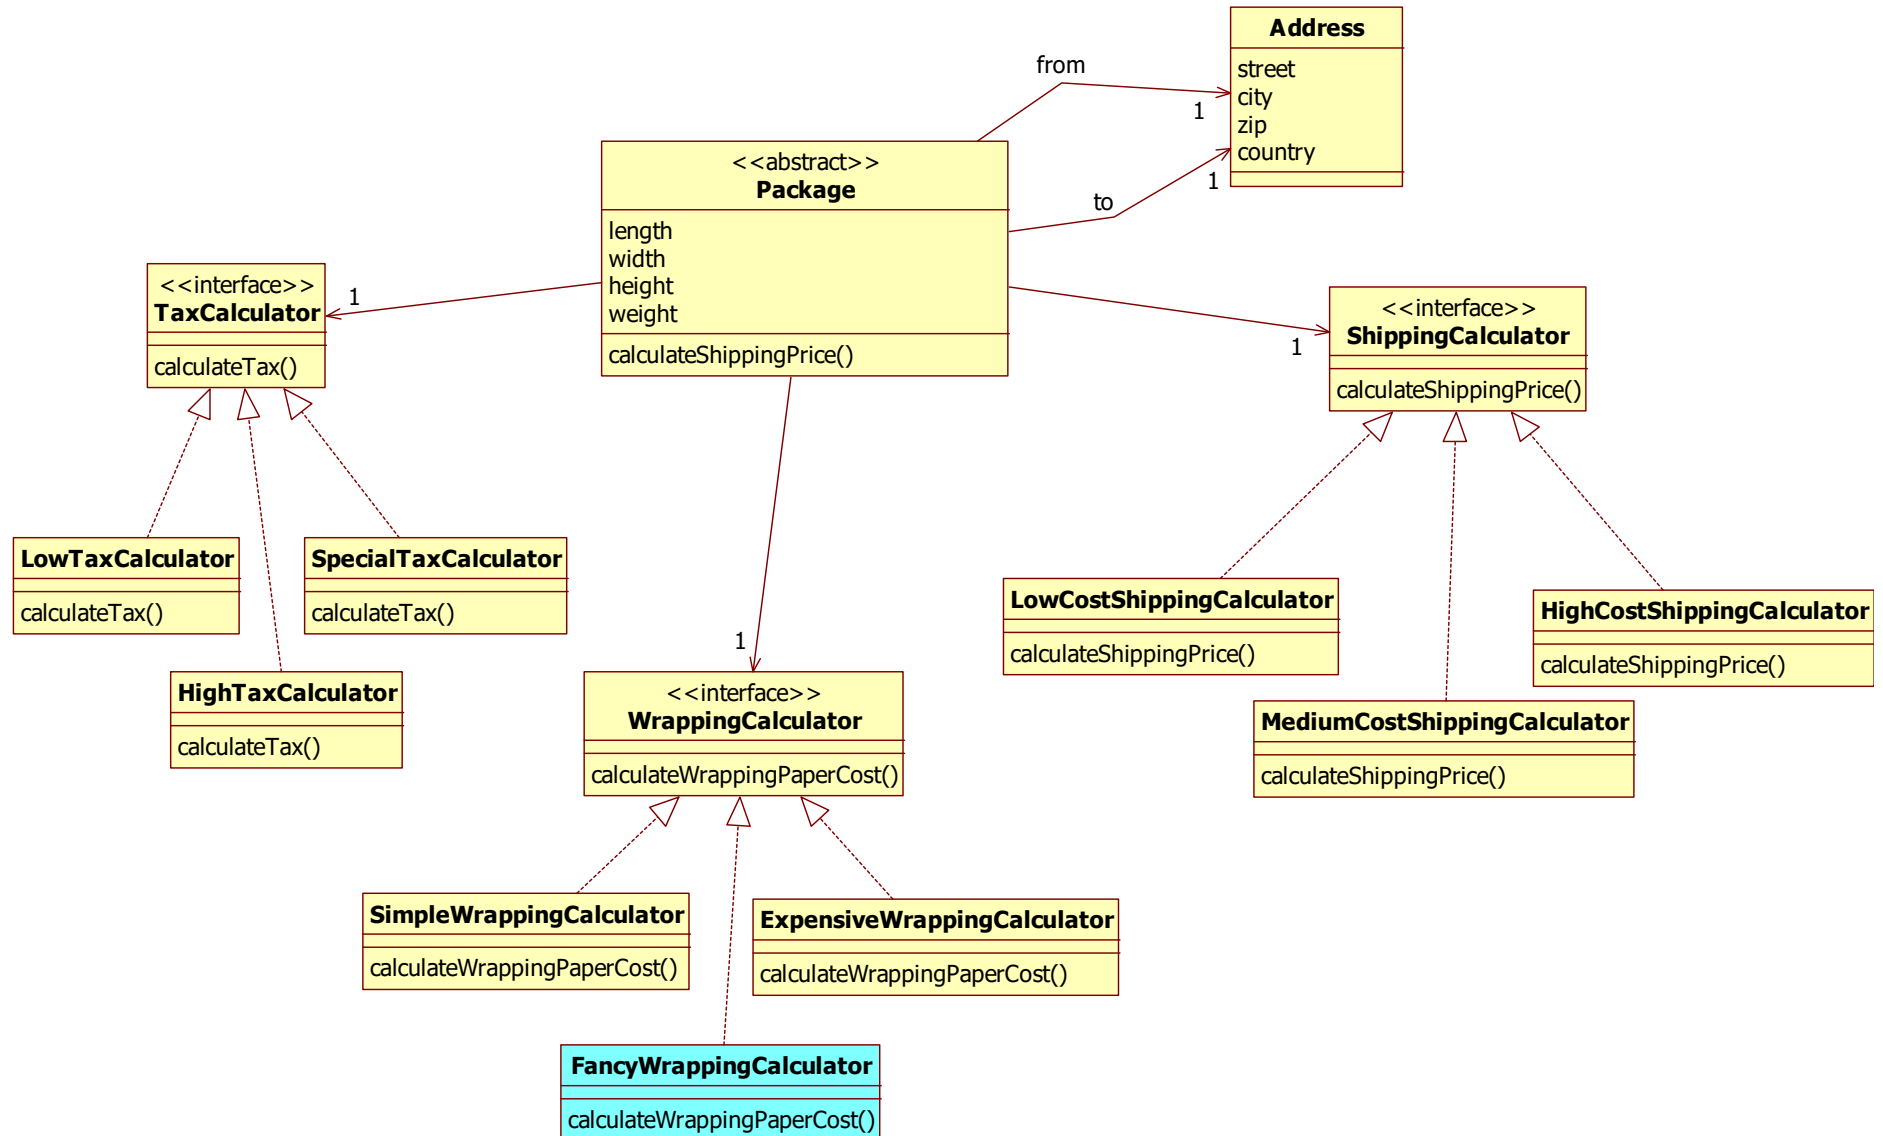 Address
street
city
zip
country
from
1
to
1
<<abstract>>
Package
length
width
height
weight
calculateShippingPrice()
<<interface>>
TaxCalculator
calculateTax()
1
<<interface>>
ShippingCalculator
calculateShippingPrice()
1
LowTaxCalculator
calculateTax()
SpecialTaxCalculator
calculateTax()
HighTaxCalculator
calculateTax()
1
<<interface>>
WrappingCalculator
calculateWrappingPaperCost()
LowCostShippingCalculator
calculateShippingPrice()
HighCostShippingCalculator
calculateShippingPrice()
MediumCostShippingCalculator
calculateShippingPrice()
SimpleWrappingCalculator
calculateWrappingPaperCost()
ExpensiveWrappingCalculator
calculateWrappingPaperCost()
FancyWrappingCalculator
calculateWrappingPaperCost()